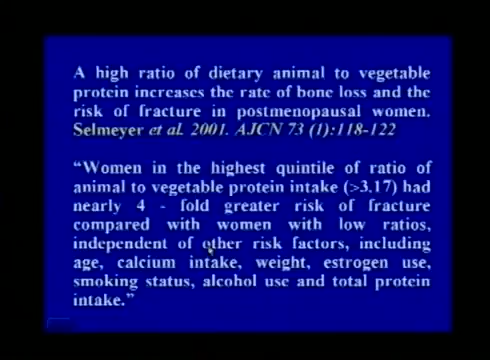 A high ratio of dietary animal to vegetable
protein increases the rate of bone loss and the
risk of fracture in postmenopausal women.
Selmeyer et al. 2001. AJCN 73 (1):118-122
“Women in the highest quintile of ratio of
animal to vegetable protein intake (>3.17) had
nearly 4 - fold greater risk of fracture
compared with women with low ratios,
independent of other risk factors, including
age, calcium intake, weight, estrogen use,
smoking status, alcohol use and total protein
intake.”